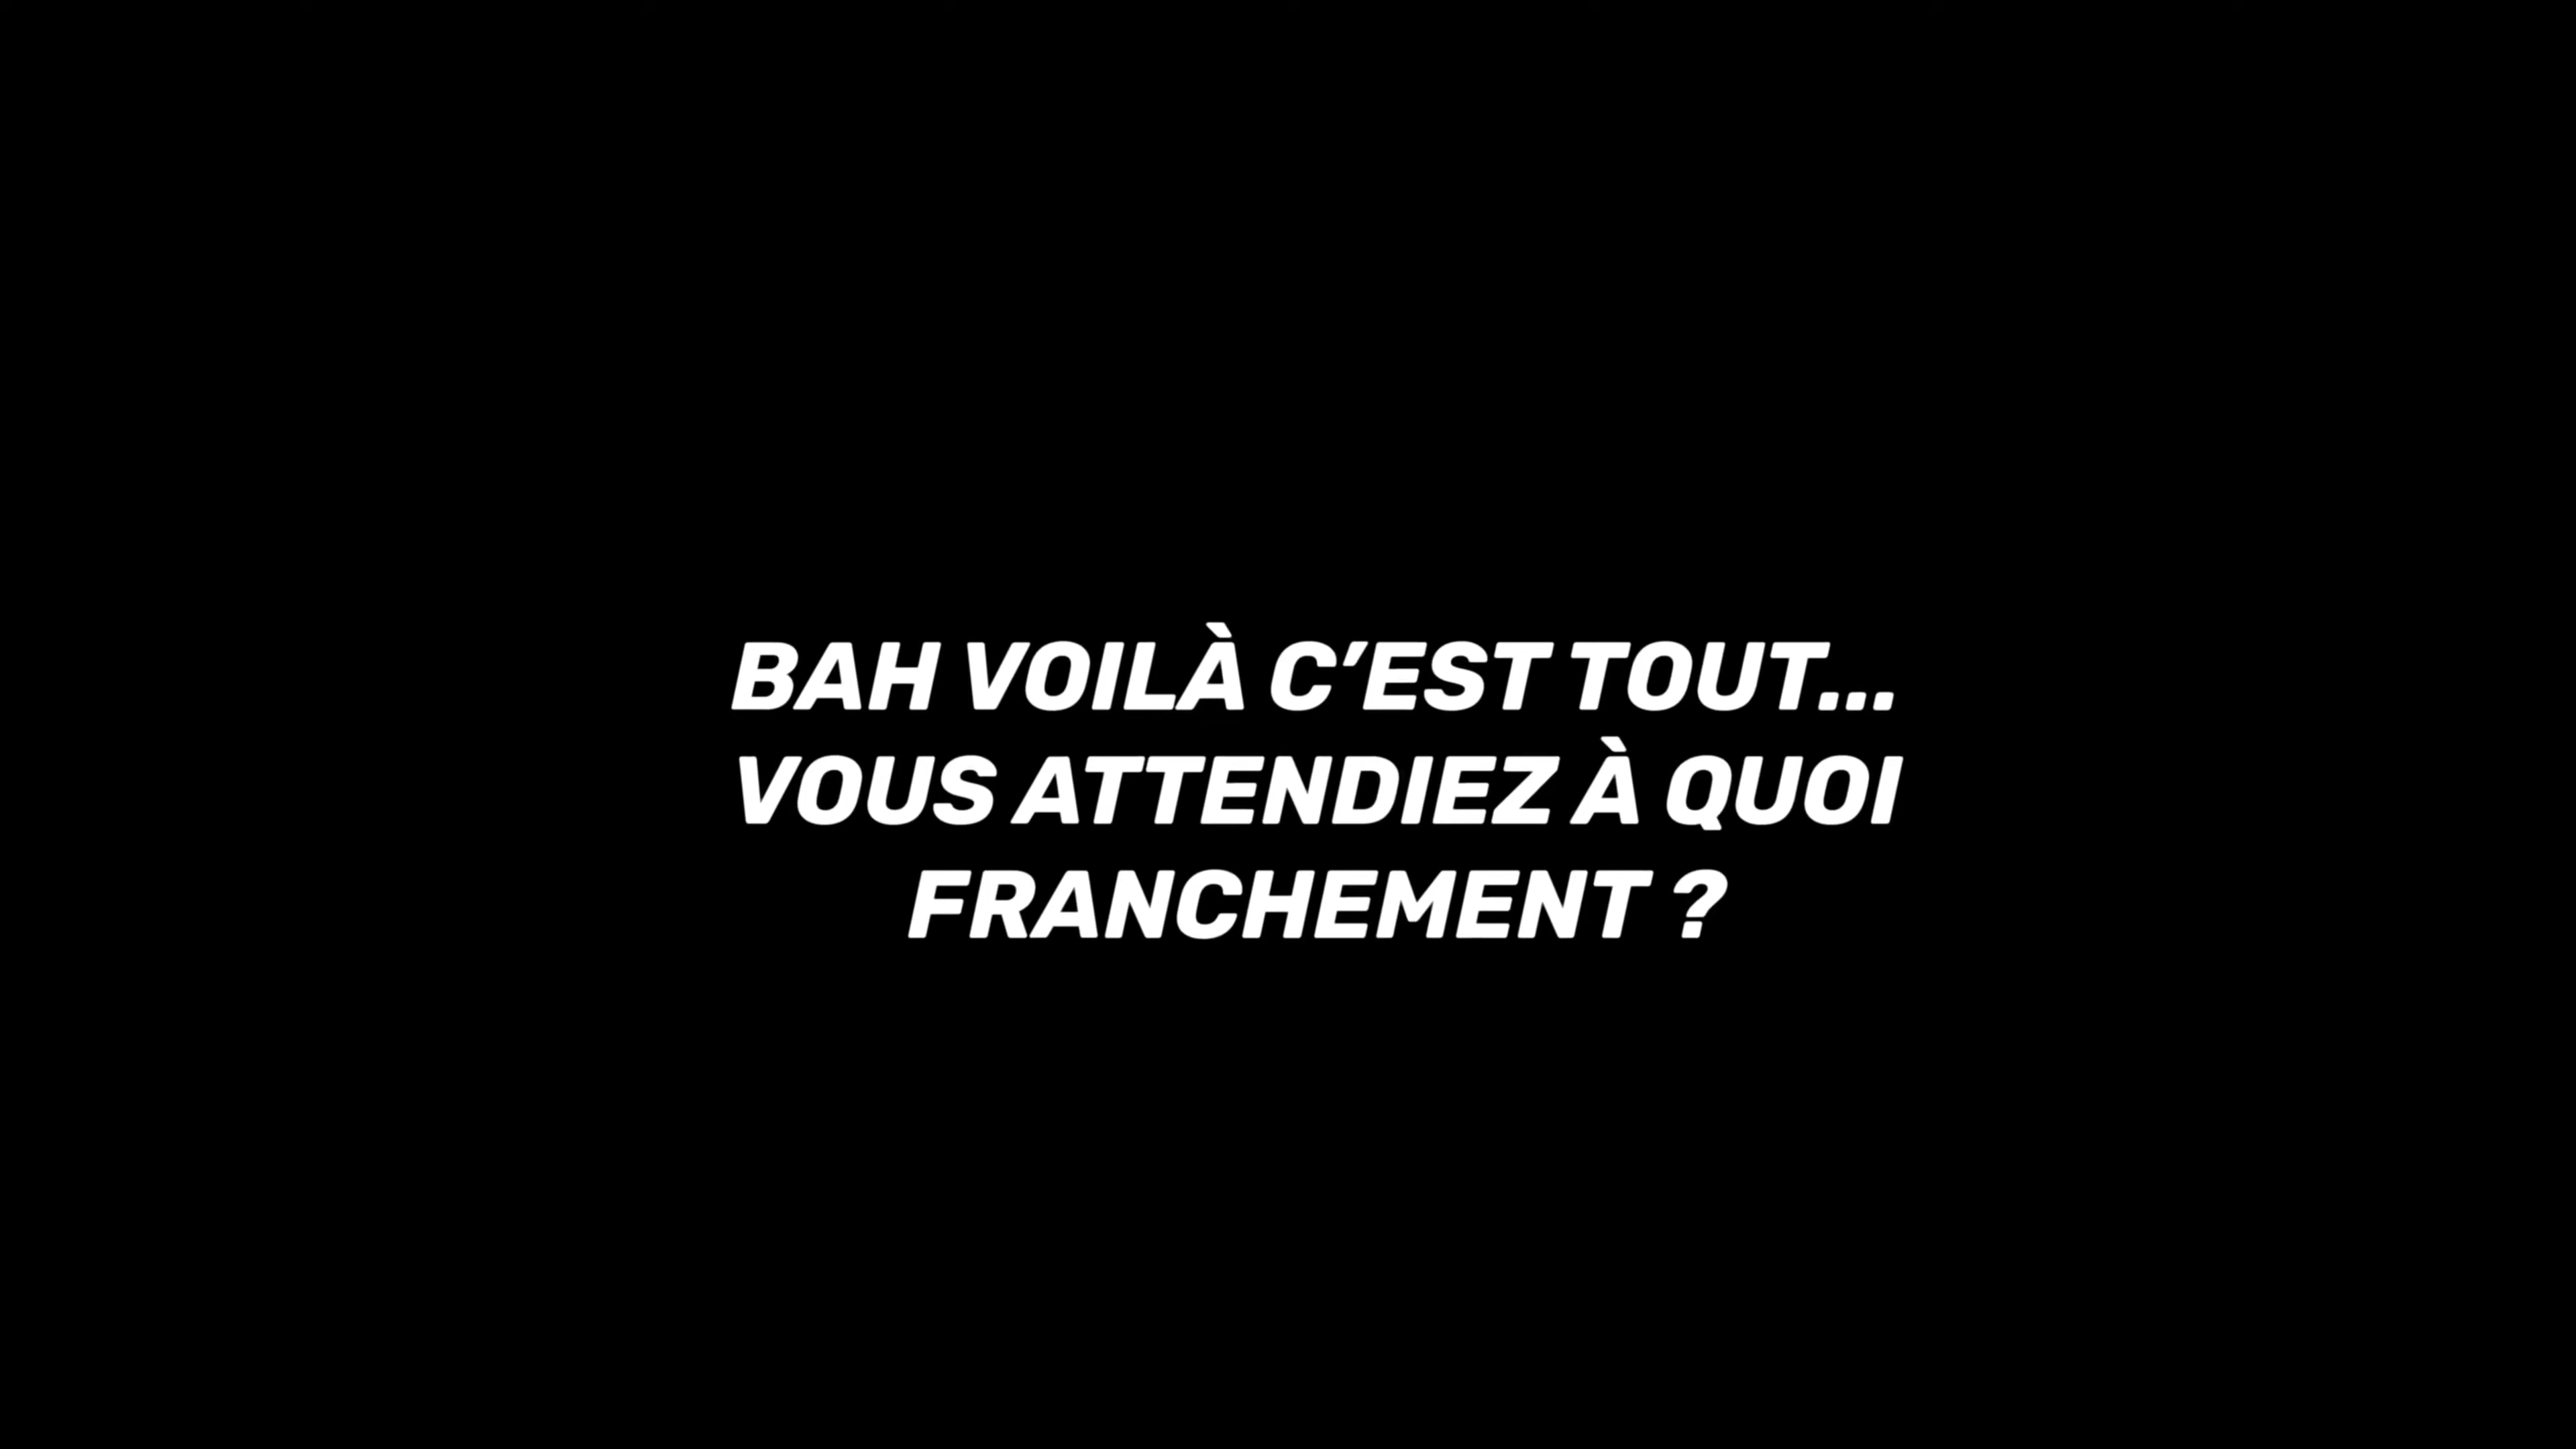 BAH VOILÀ C’EST TOUT...
VOUS ATTENDIEZ À QUOI
FRANCHEMENT ?